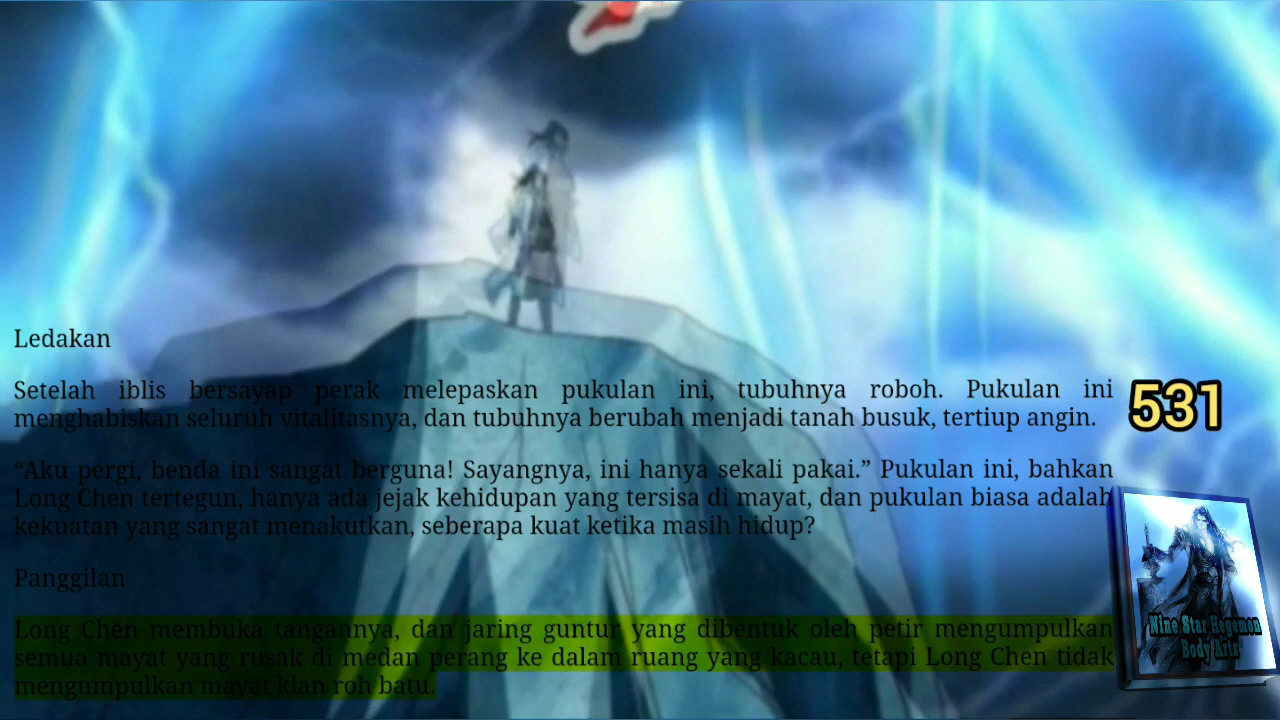 Ledakan
Setelah iblis bersayap perak melepaskan pukulan ini, tubuhnya roboh. Pukulan ini
menghabiskan seluruh vitalitasnya, dan tubuhnya berubah menjadi tanah busuk, tertiup angin.
531
“Aku pergi, benda ini sangat berguna! Sayangnya, ini hanya sekali pakai.” Pukulan ini, bahkan
Long Chen tertegun, hanya ada jejak kehidupan yang tersisa di mayat, dan pukulan biasa adalah
kekuatan yang sangat menakutkan, seberapa kuat ketika masih hidup?
Panggilan
Long Chen membuka tangannya, dan jaring guntur yang dibentuk oleh petir mengumpulkan
semua mayat yang rusak di medan perang ke dalam ruang yang kacau, tetapi Long Chen tidak
mengumpulkan mayat klan roh batu.
Nine Star Hegemon
Body Arts